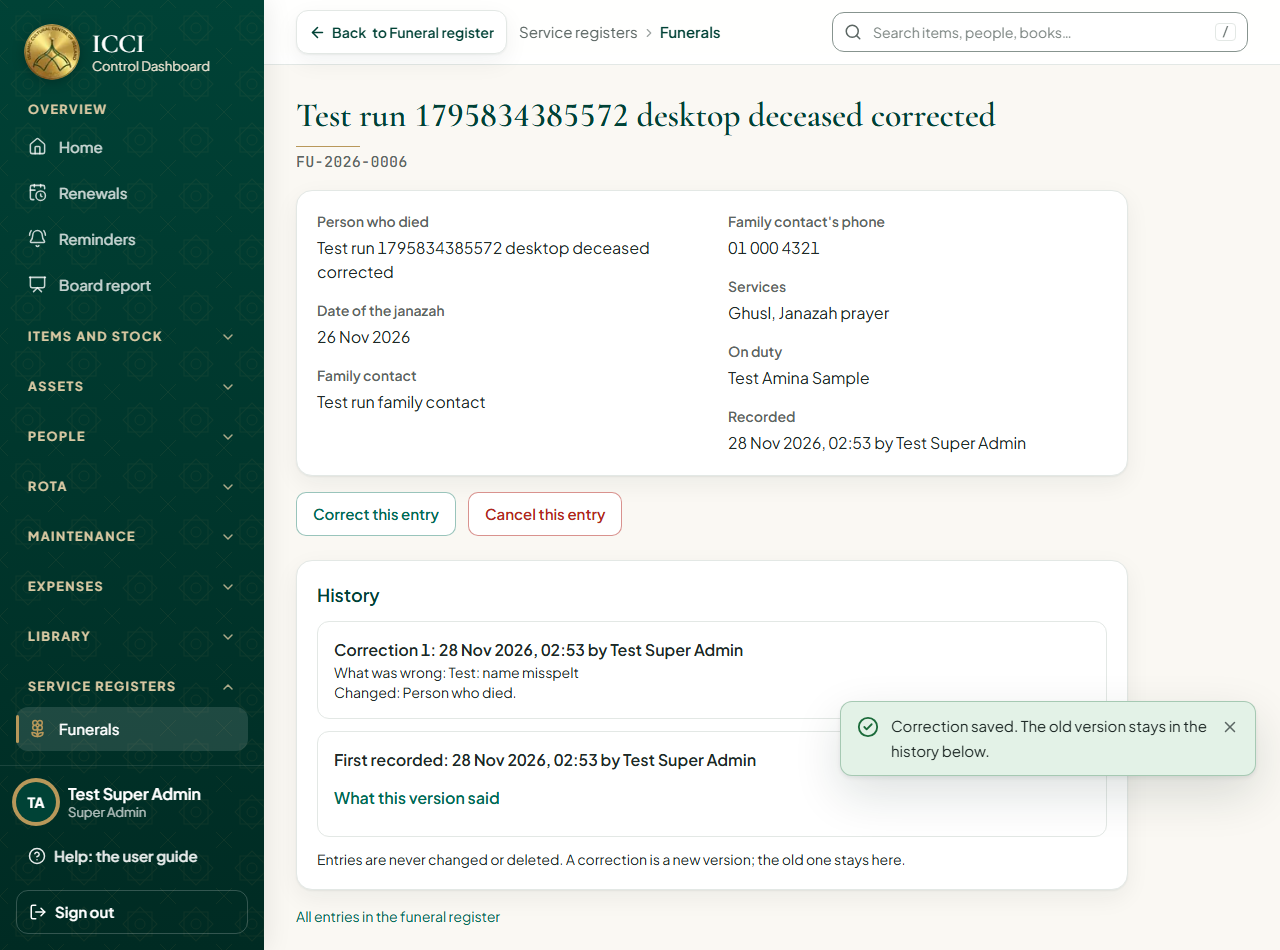 ICCI
Control Dashboard
OVERVIEW
Home
Renewals
Reminders
Board report
ITEMS AND STOCK
ASSETS
PEOPLE
ROTA
MAINTENANCE
EXPENSES
LIBRARY
SERVICE REGISTERS
Funerals
TA
Test Super Admin
Super Admin
Help: the user guide
Sign out
Back to Funeral register
Service registers › Funerals
Search items, people, books…
/
Test run 1795834385572 desktop deceased corrected
FU-2026-0006
Person who died
Test run 1795834385572 desktop deceased
corrected
Date of the janazah
26 Nov 2026
Family contact
Test run family contact
Family contact's phone
01 000 4321
Services
Ghusl, Janazah prayer
On duty
Test Amina Sample
Recorded
28 Nov 2026, 02:53 by Test Super Admin
Correct this entry
Cancel this entry
History
Correction 1: 28 Nov 2026, 02:53 by Test Super Admin
What was wrong: Test: name misspelt
Changed: Person who died.
First recorded: 28 Nov 2026, 02:53 by Test Super Admin
What this version said
Entries are never changed or deleted. A correction is a new version; the old one stays here.
All entries in the funeral register
Correction saved. The old version stays in the
history below.